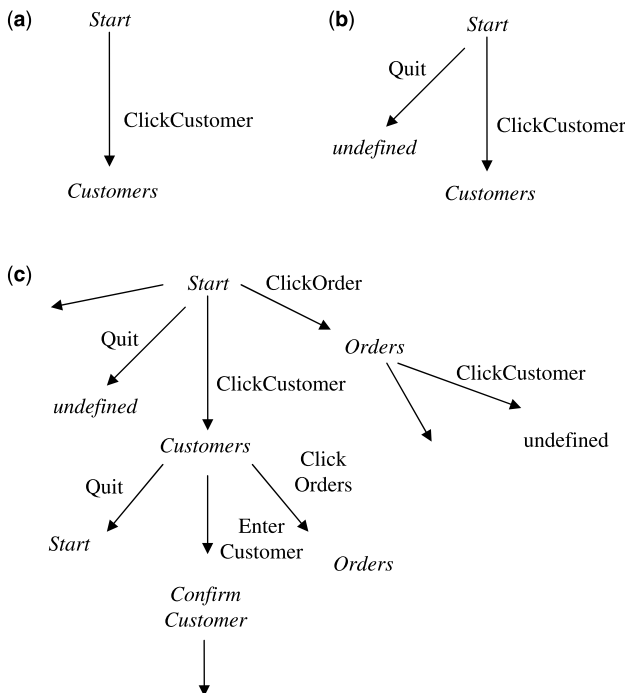 (a)
Start
ClickCustomer
Customers
(b)
Start
Quit
ClickCustomer
undefined
Customers
(c)
Start
ClickOrder
Quit
Orders
ClickCustomer
ClickCustomer
undefined
undefined
Customers
Click
Orders
Quit
Enter
Customer
Start
Orders
Confirm
Customer